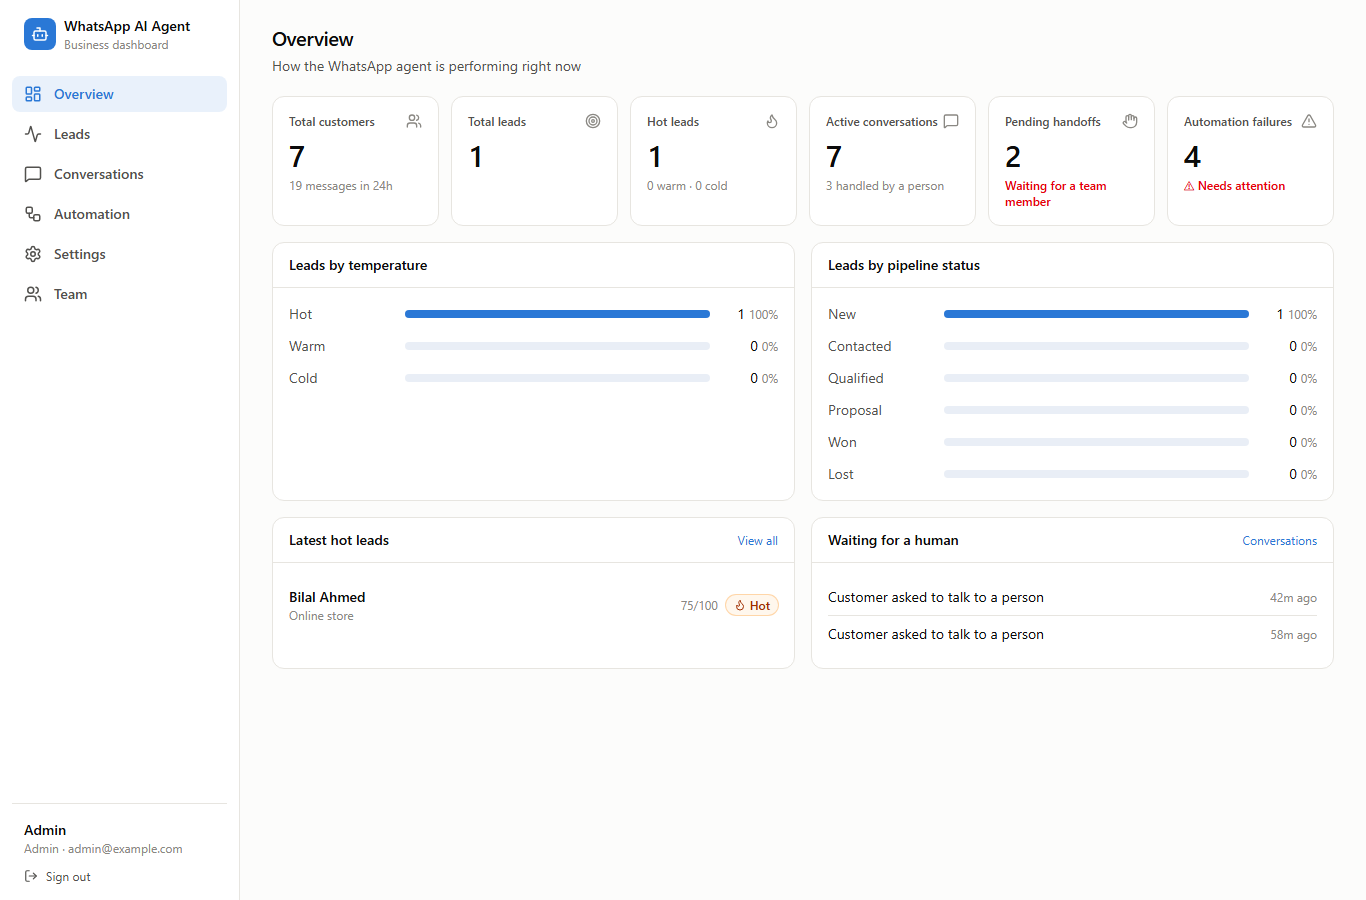 WhatsApp AI Agent
Business dashboard
Overview
Leads
Conversations
Automation
Settings
Team
Admin
Admin · admin@example.com
Sign out
Overview
How the WhatsApp agent is performing right now
Total customers
7
19 messages in 24h
Total leads
1
Hot leads
1
0 warm · 0 cold
Active conversations
7
3 handled by a person
Pending handoffs
2
Waiting for a team
member
Automation failures
4
Needs attention
Leads by temperature
Hot 1 100%
Warm 0 0%
Cold 0 0%
Leads by pipeline status
New 1 100%
Contacted 0 0%
Qualified 0 0%
Proposal 0 0%
Won 0 0%
Lost 0 0%
Latest hot leads View all
Bilal Ahmed
Online store
75/100 Hot
Waiting for a human Conversations
Customer asked to talk to a person 42m ago
Customer asked to talk to a person 58m ago